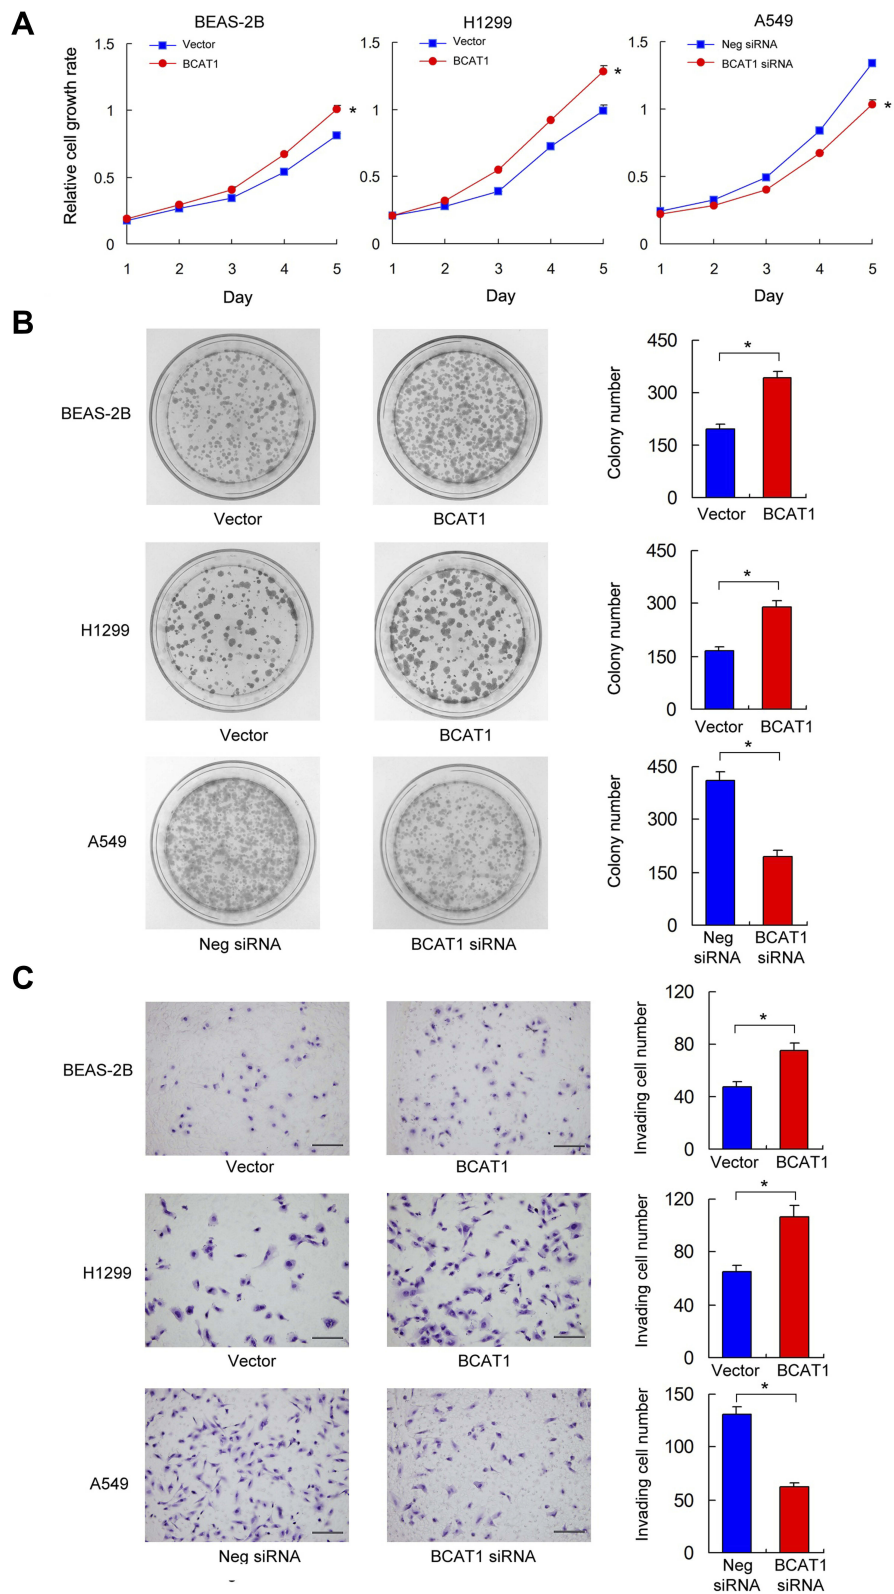 A
BEAS-2B
H1299
A549
Vector
BCAT1
Vector
BCAT1
Neg siRNA
BCAT1 siRNA
Relative cell growth rate
1.5
1
0.5
0
1.5
1
0.5
0
1.5
1
0.5
0
*
*
*
1 2 3 4 5
1 2 3 4 5
1 2 3 4 5
Day
Day
Day
B
BEAS-2B
Vector
BCAT1
Colony number
450
300
150
0
*
Vector BCAT1
H1299
Vector
BCAT1
Colony number
450
300
150
0
*
Vector BCAT1
A549
Neg siRNA
BCAT1 siRNA
Colony number
450
300
150
0
*
Neg siRNA
BCAT1 siRNA
C
BEAS-2B
Vector
BCAT1
Invading cell number
120
80
40
0
*
Vector BCAT1
H1299
Vector
BCAT1
Invading cell number
120
80
40
0
*
Vector BCAT1
A549
Neg siRNA
BCAT1 siRNA
Invading cell number
150
100
50
0
*
Neg siRNA
BCAT1 siRNA